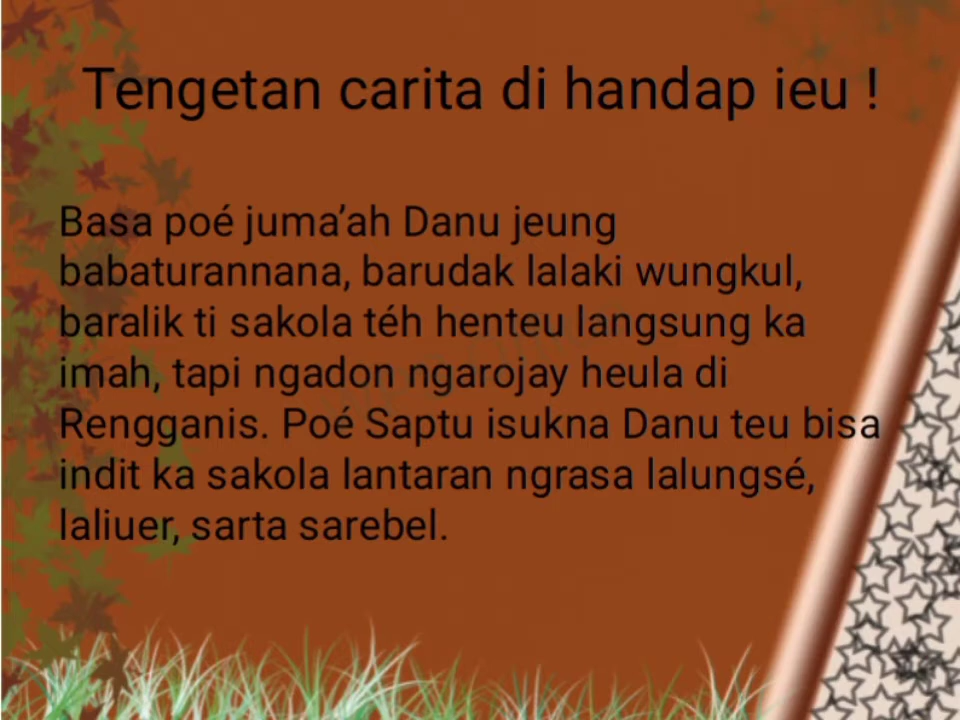 Tengetan carita di handap ieu !
Basa poé juma’ah Danu jeung
babaturannana, barudak lalaki wungkul,
baralik ti sakola téh henteu langsung ka
imah, tapi ngadon ngarojay heula di
Rengganis. Poé Saptu isukna Danu teu bisa
indit ka sakola lantaran ngrasa lalungsé,
laliuer, sarta sarebel.